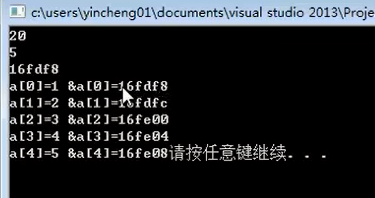 c:\users\yincheng01\documents\visual studio 2013\Proje
20
5
16fdf8
a[0]=1 &a[0]=16fdf8
a[1]=2 &a[1]=16fdfc
a[2]=3 &a[2]=16fe00
a[3]=4 &a[3]=16fe04
a[4]=5 &a[4]=16fe08请按任意键继续. . .